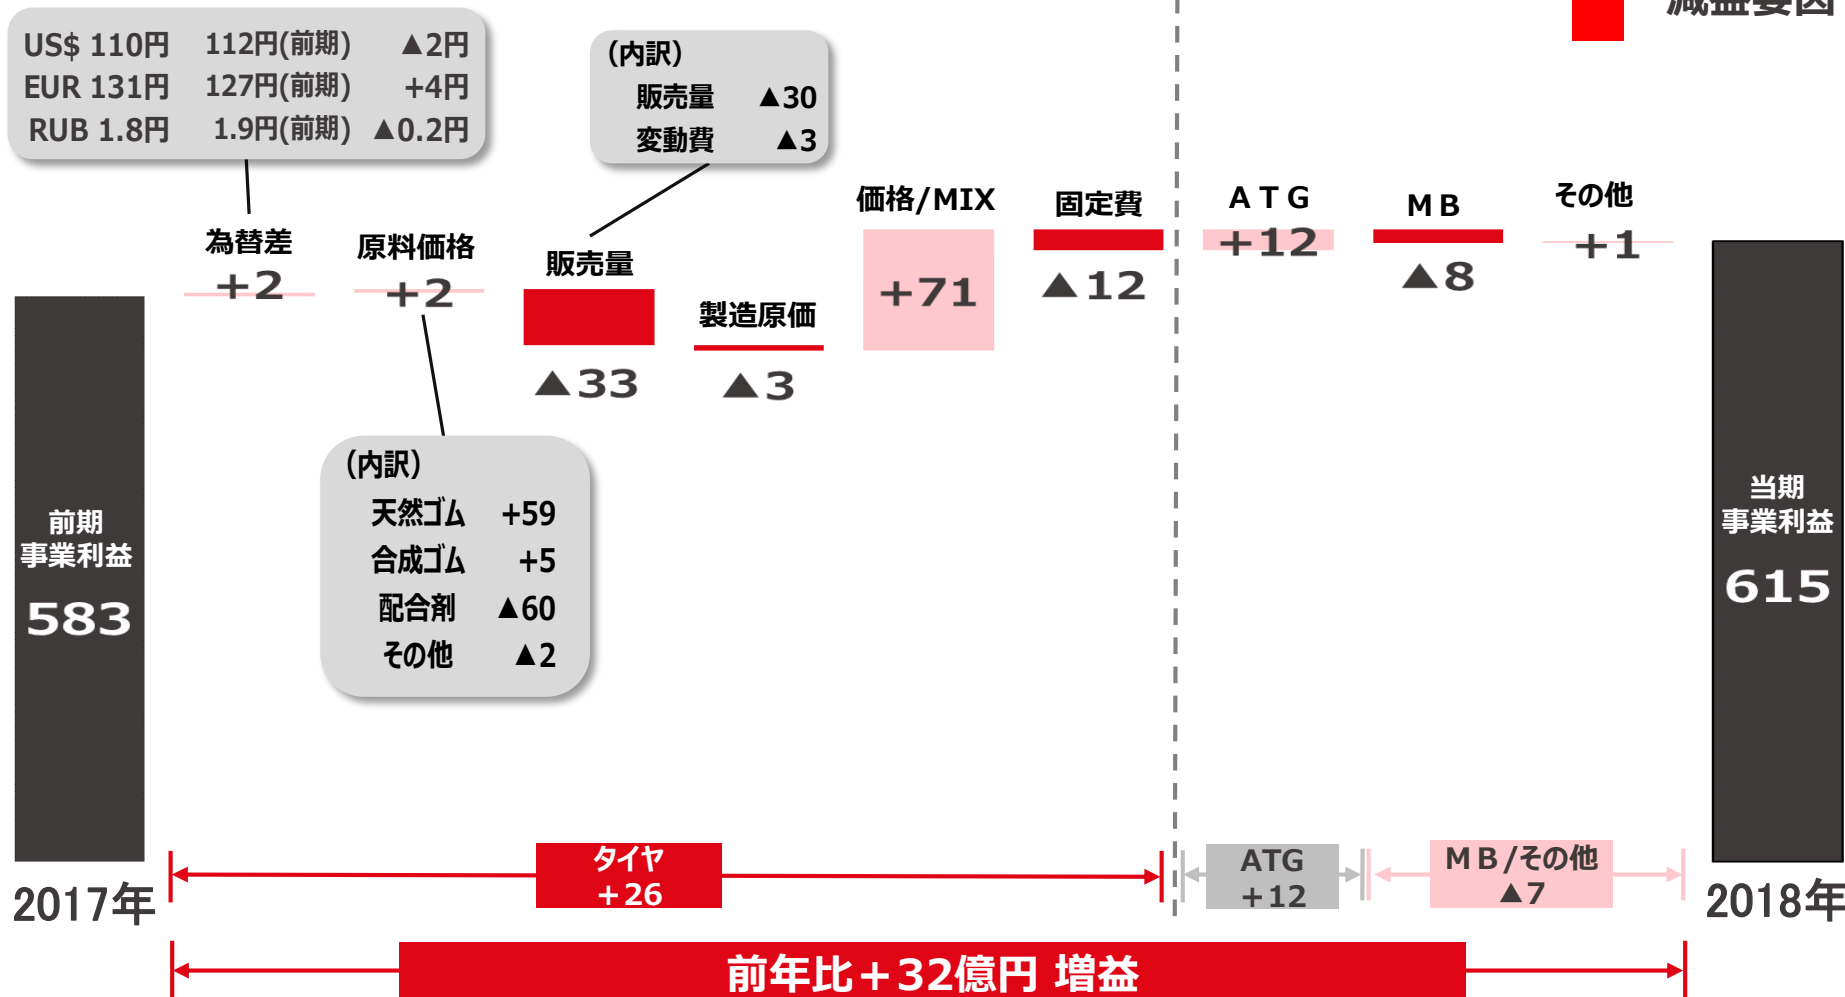 減益要因
US$ 110円 112円(前期) ▲2円
EUR 131円 127円(前期) +4円
RUB 1.8円 1.9円(前期) ▲0.2円
(内訳)
販売量 ▲30
変動費 ▲3
為替差
+2
原料価格
+2
販売量
▲33
製造原価
▲3
価格/MIX
+71
固定費
▲12
ATG
+12
MB
▲8
その他
+1
(内訳)
天然ゴム +59
合成ゴム +5
配合剤 ▲60
その他 ▲2
前期
事業利益
583
当期
事業利益
615
2017年
タイヤ
+26
ATG
+12
MB/その他
▲7
2018年
前年比+32億円 増益